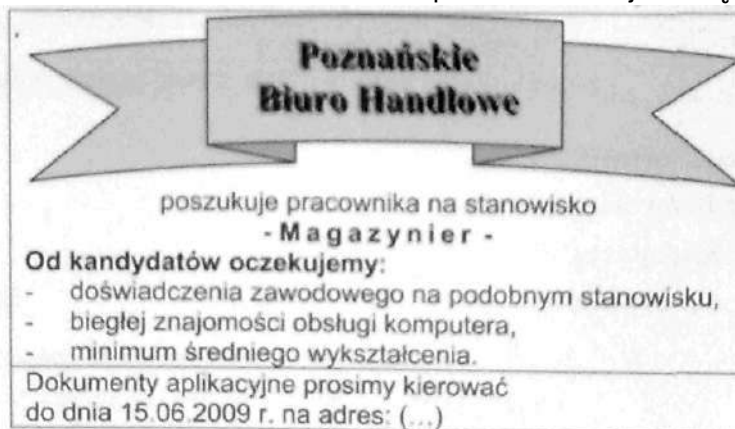 Poznańskie
Biuro Handlowe
poszukuje pracownika na stanowisko
- Magazynier -
Od kandydatów oczekujemy:
- doświadczenia zawodowego na podobnym stanowisku,
- biegłej znajomości obsługi komputera,
- minimum średniego wykształcenia.
Dokumenty aplikacyjne prosimy kierować
do dnia 15.06.2009 r. na adres: (...)